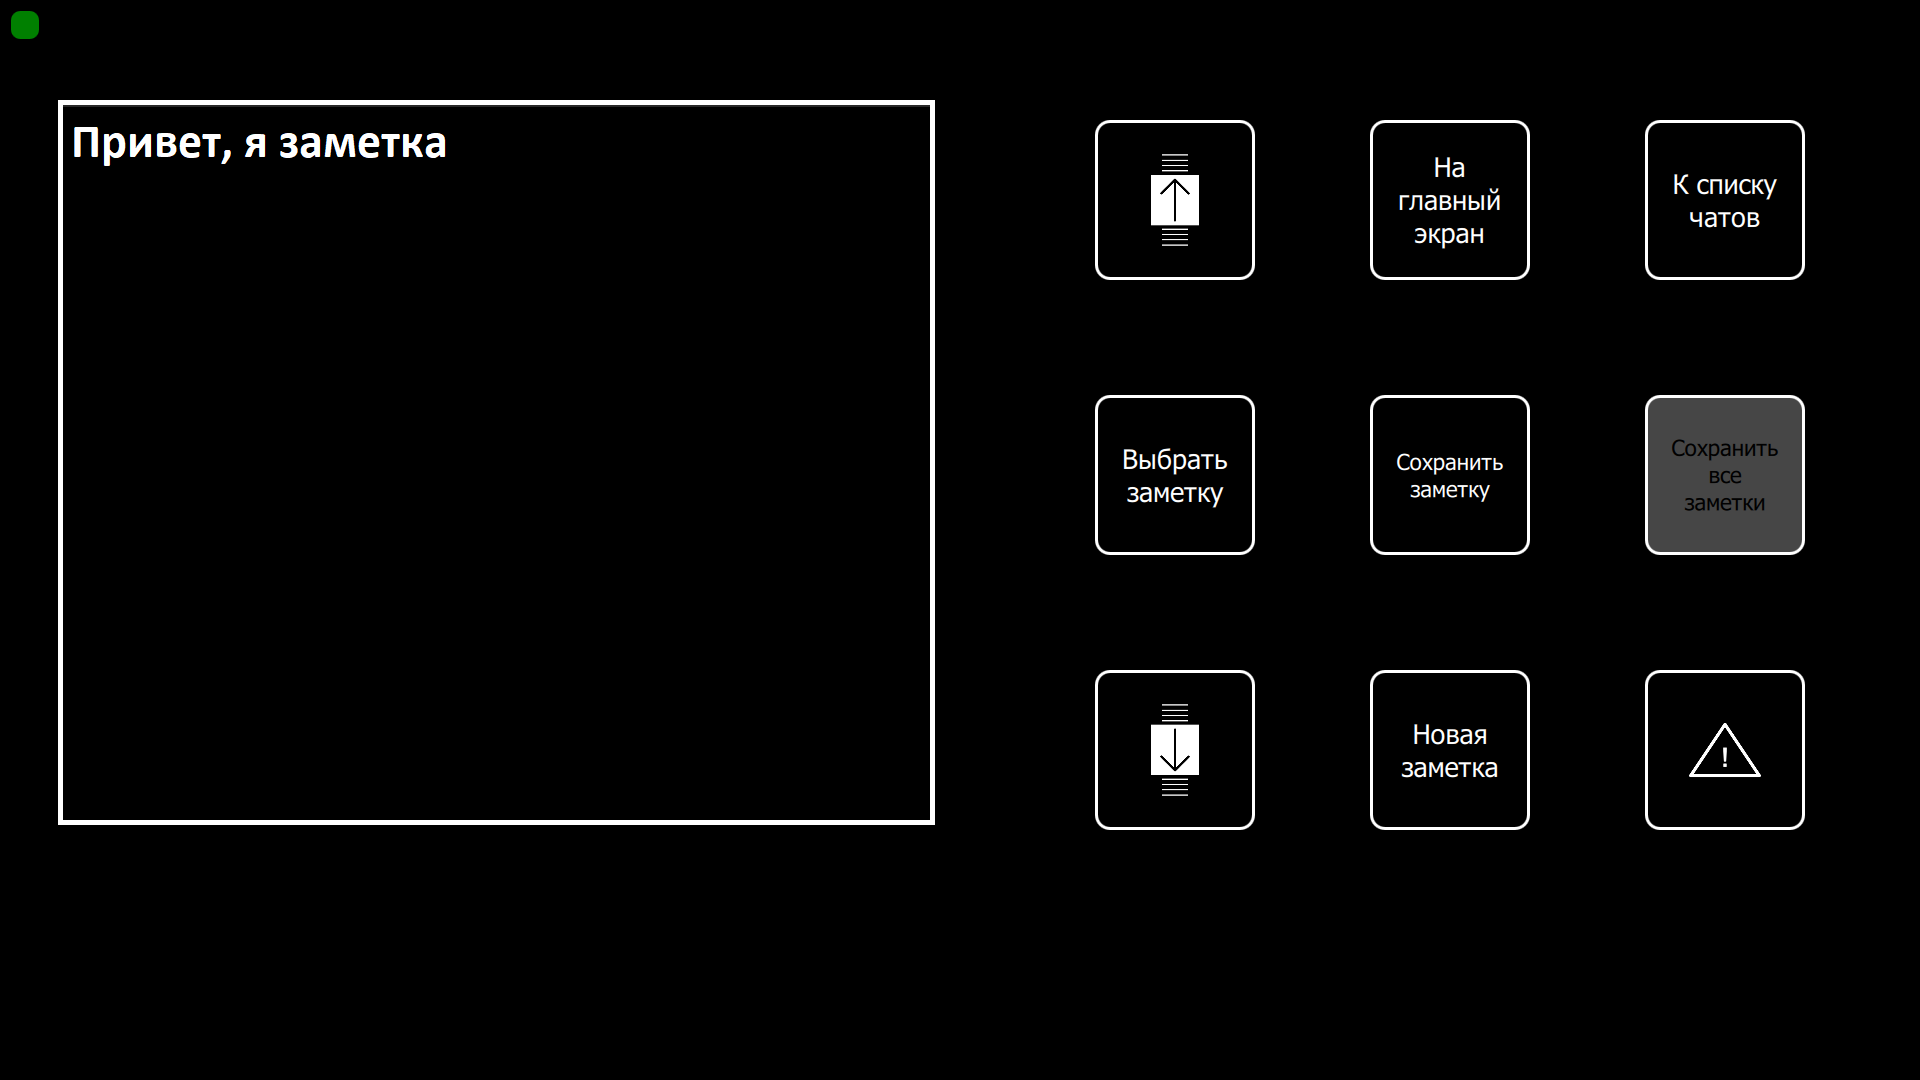 Привет, я заметка
На
главный
экран
К списку
чатов
Выбрать
заметку
Сохранить
заметку
Сохранить
все
заметки
Новая
заметка
!